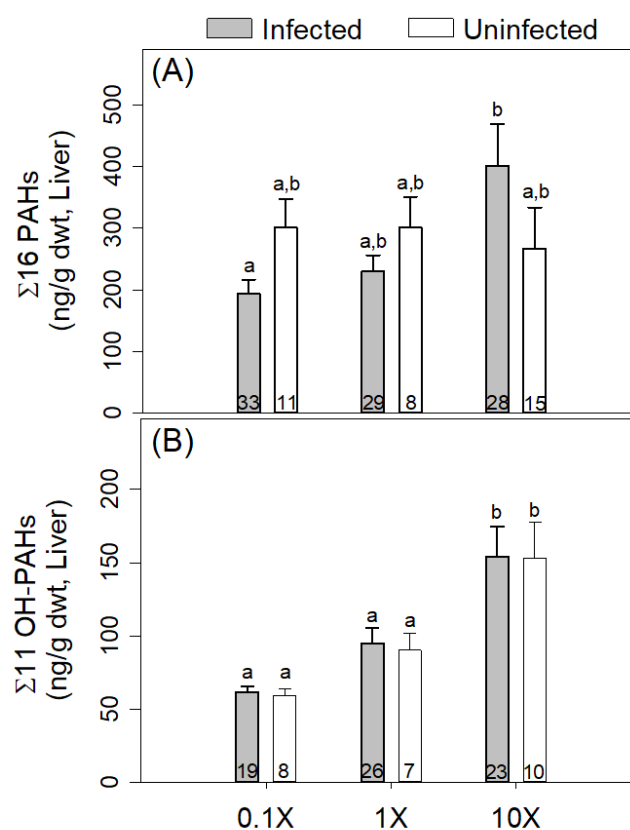 Infected Uninfected
(A)
Σ16 PAHs
(ng/g dwt, Liver)
500
400
300
200
100
0
a a,b a,b a,b b a,b
33 11 29 8 28 15
(B)
Σ11 OH-PAHs
(ng/g dwt, Liver)
200
150
100
50
0
a a a a b b
19 8 26 7 23 10
0.1X 1X 10X